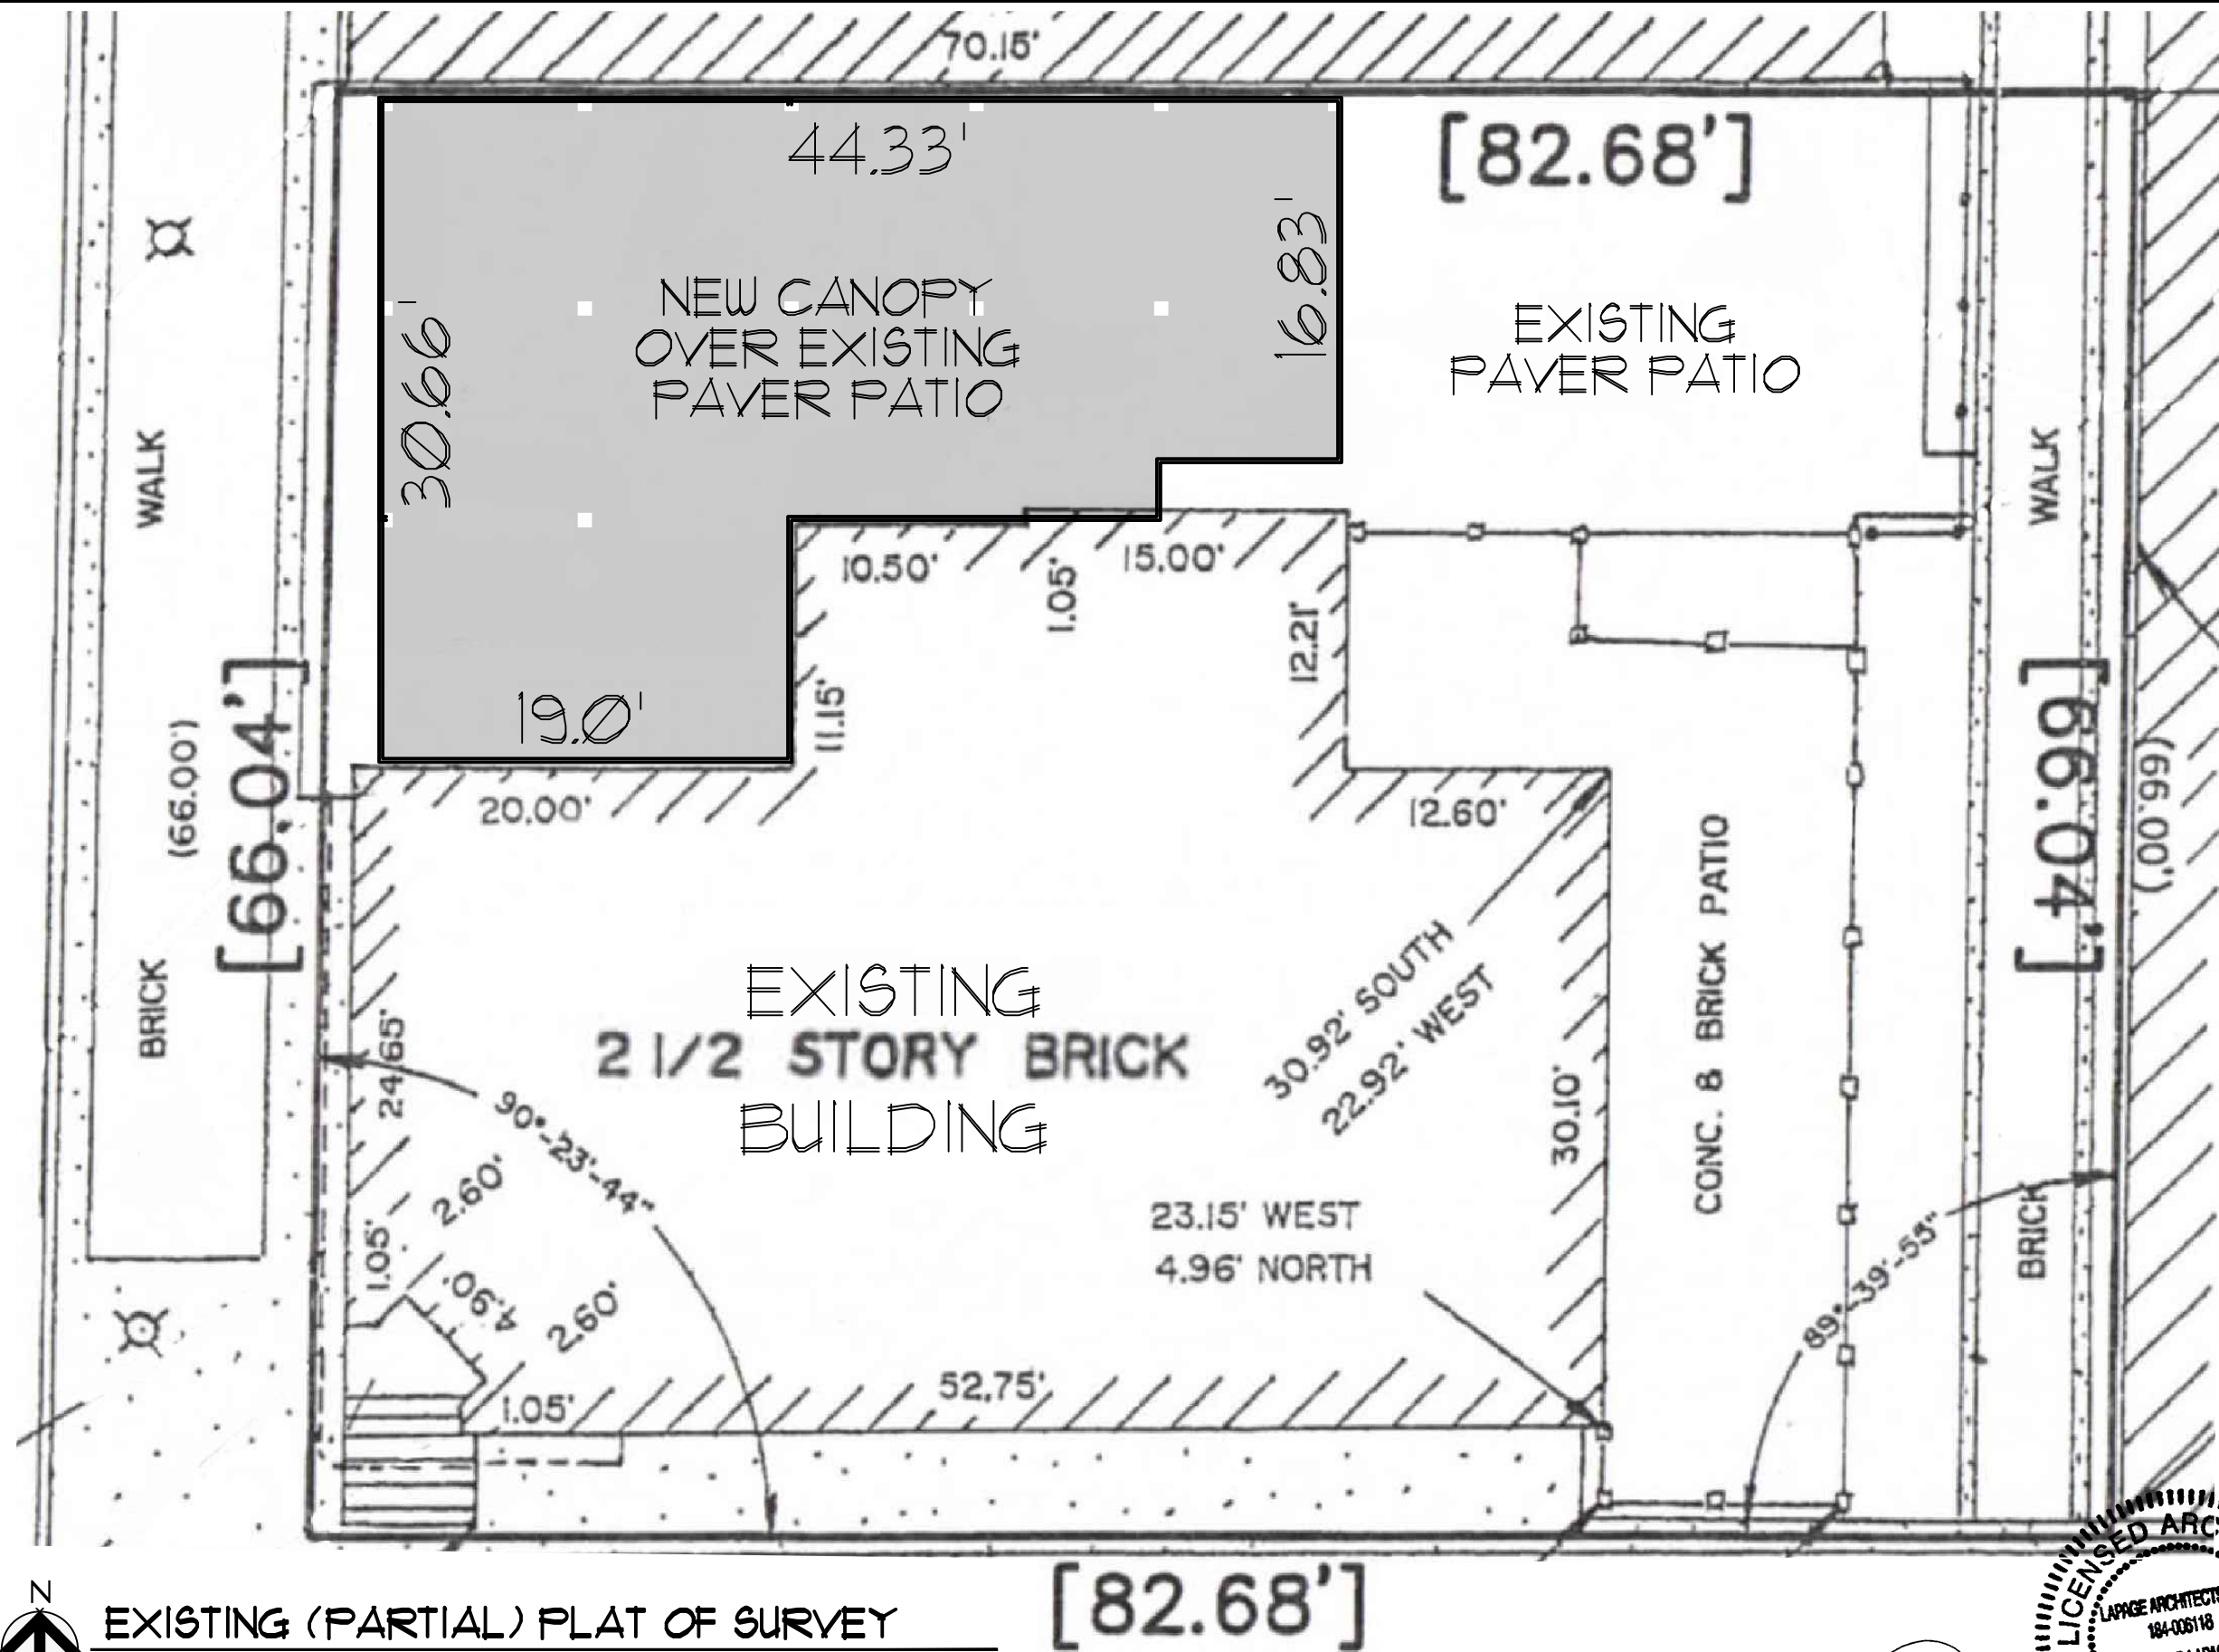 70.15'
44.33'
[82.68']
16.83'
NEW CANOPY
OVER EXISTING
PAVER PATIO
EXISTING
PAVER PATIO
30.66'
WALK
WALK
10.50'
15.00'
1.05'
12.21'
19.0'
11.15'
(66.00')
[66.04']
[66.04']
(66.00')
20.00'
12.60'
CONC. & BRICK PATIO
30.92' SOUTH
22.92' WEST
BRICK
EXISTING
2 1/2 STORY BRICK
BUILDING
24.65'
90°-23'-44"
30.10'
2.60'
23.15' WEST
4.96' NORTH
BRICK
1.05'
4.90'
2.60'
89°-39'-55"
52.75'
1.05'
[82.68']
N
EXISTING (PARTIAL) PLAT OF SURVEY
LICENSED ARC
LAPAGE ARCHITECTS
184-006118